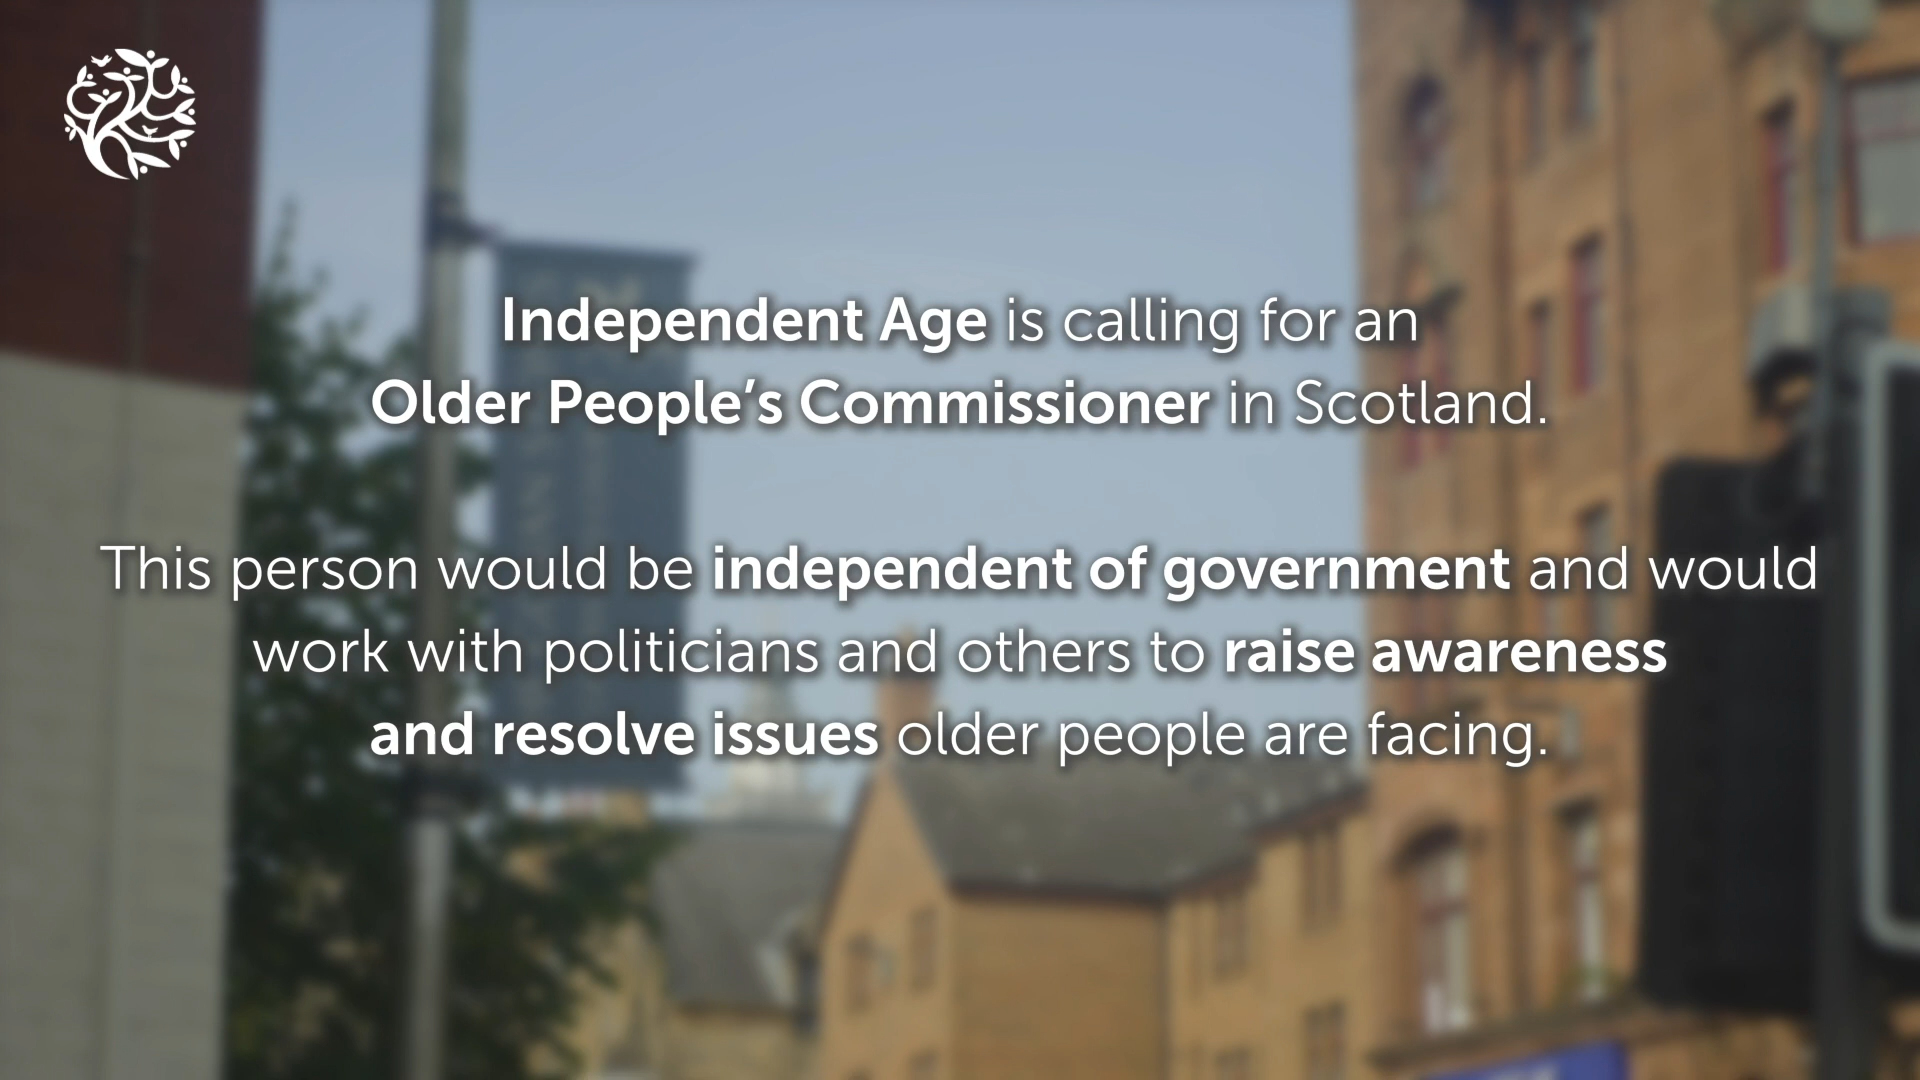 Independent Age is calling for an
Older People’s Commissioner in Scotland.
This person would be independent of government and would
work with politicians and others to raise awareness
and resolve issues older people are facing.